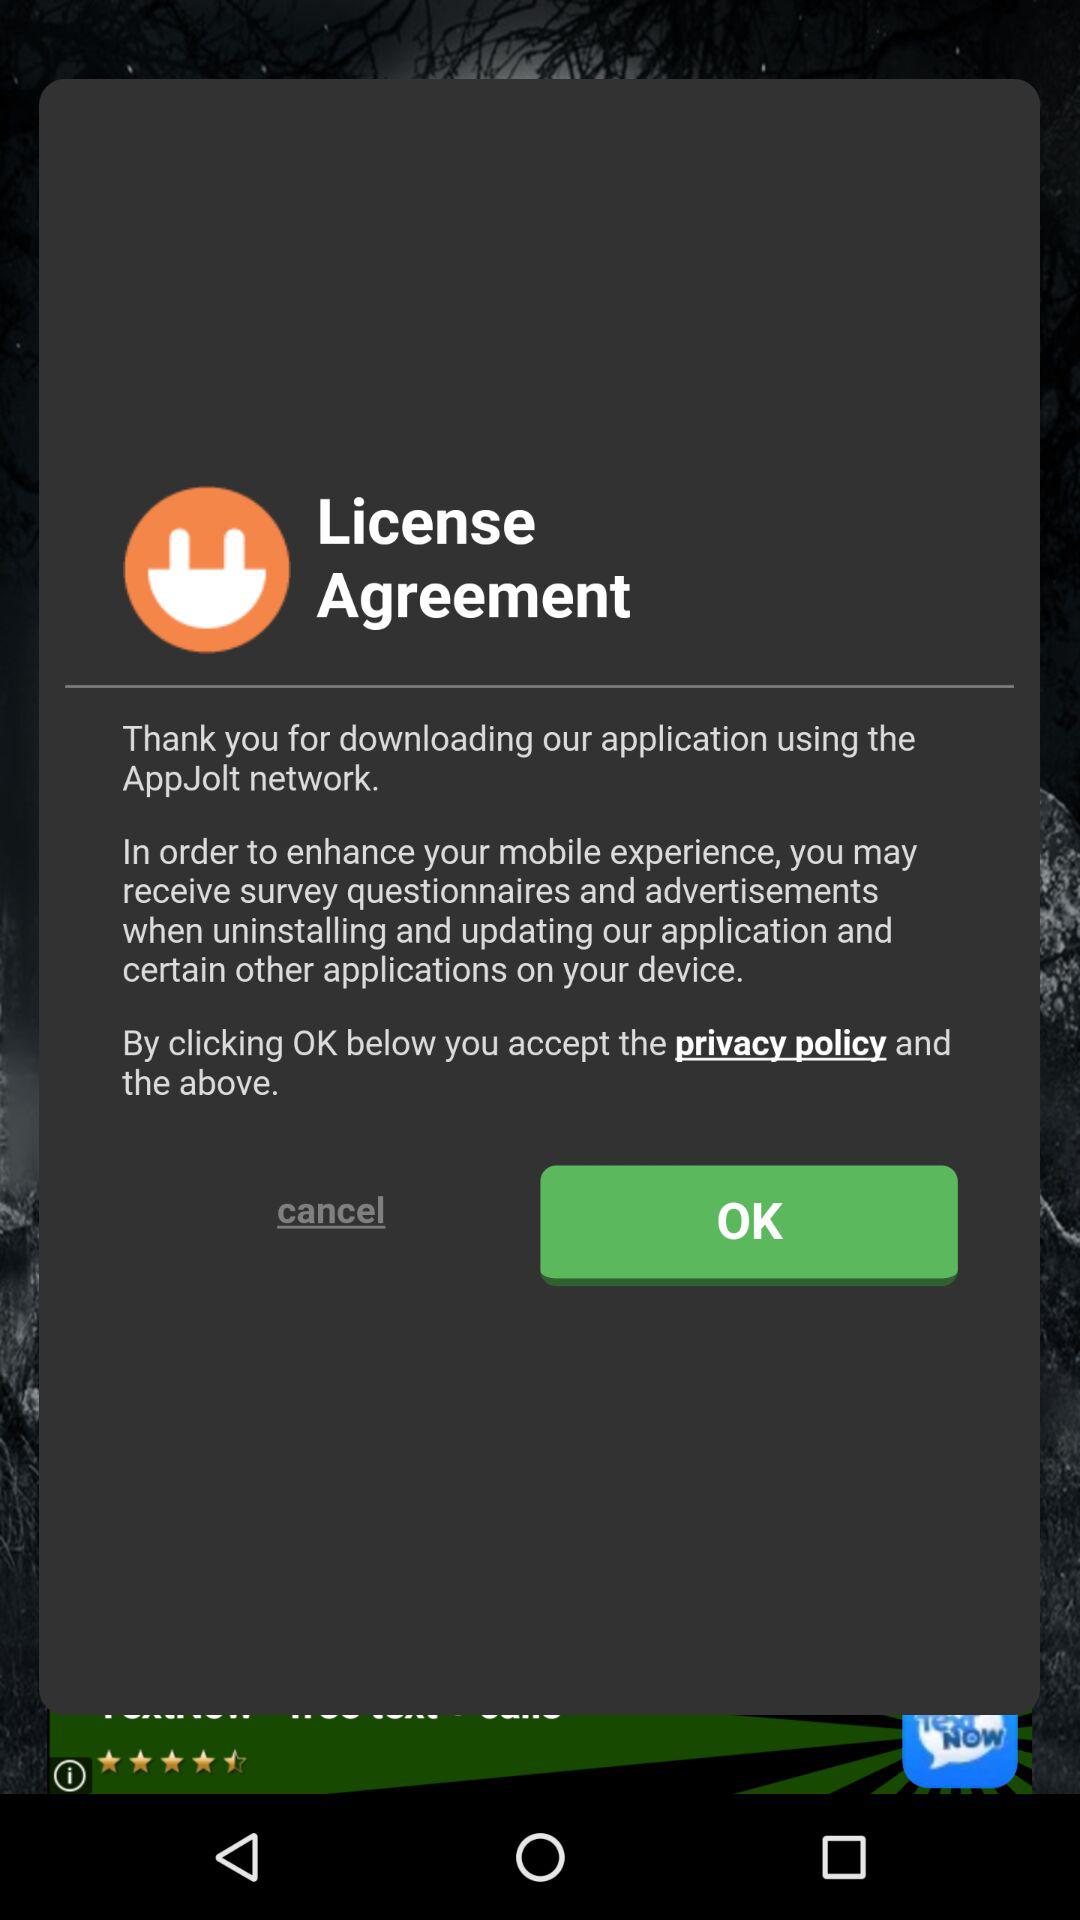 License
Agreement
Thank you for downloading our application using the
AppJolt network.
In order to enhance your mobile experience, you may
receive survey questionnaires and advertisements
when uninstalling and updating our application and
certain other applications on your device.
By clicking OK below you accept the privacy policy and
the above.
cancel
OK
NOW